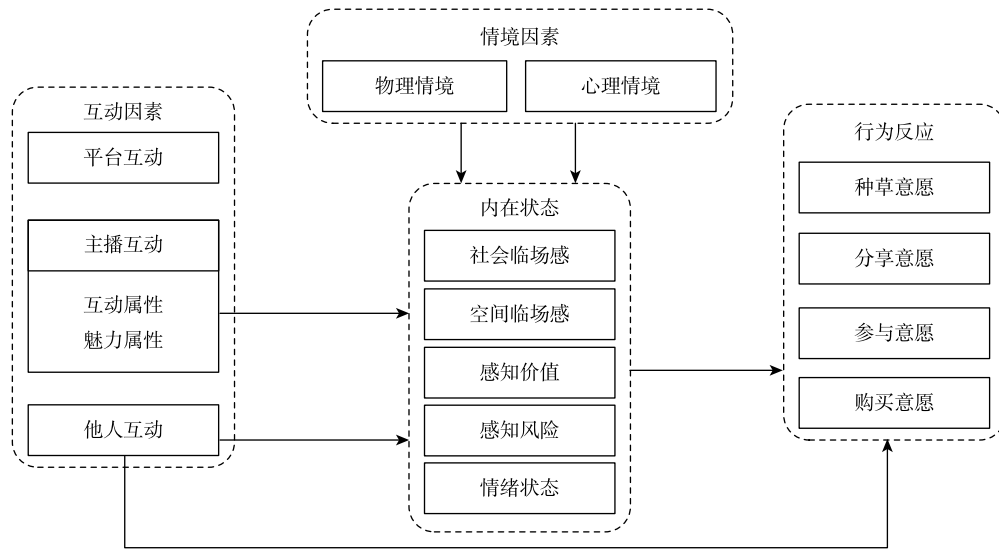 情境因素
物理情境
心理情境
互动因素
平台互动
主播互动
互动属性
魅力属性
他人互动
内在状态
社会临场感
空间临场感
感知价值
感知风险
情绪状态
行为反应
种草意愿
分享意愿
参与意愿
购买意愿